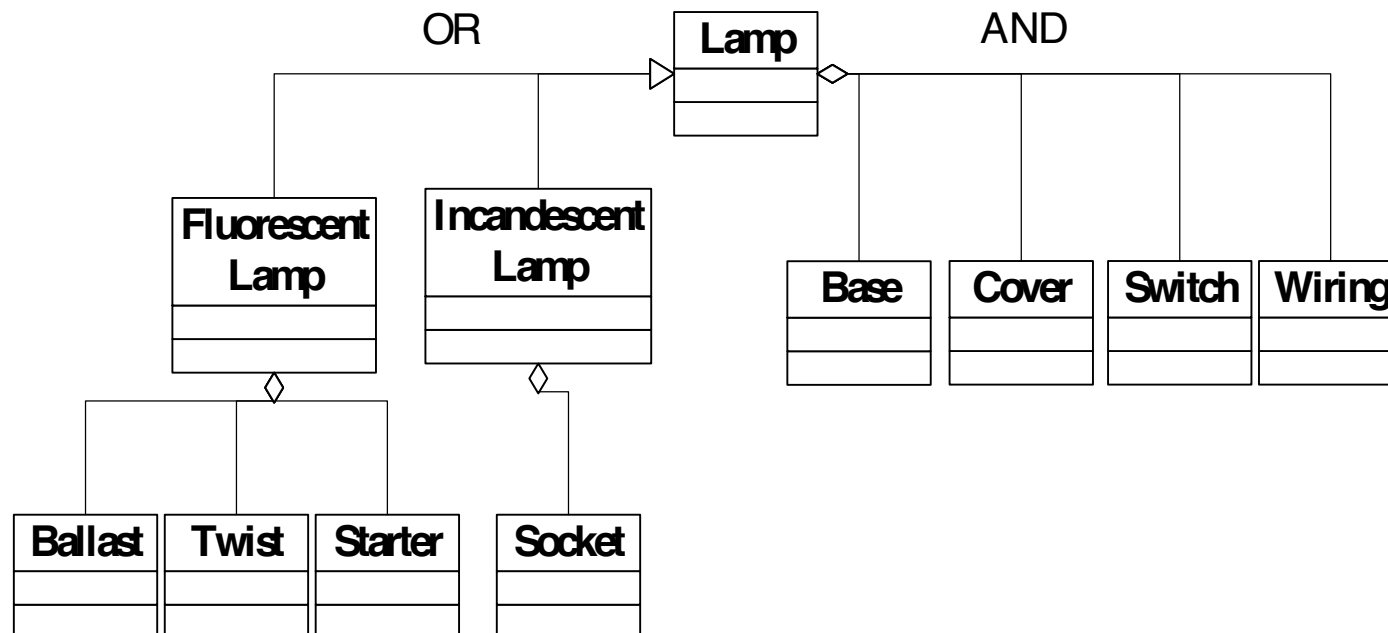 OR
Lamp
AND
Fluorescent
Lamp
Incandescent
Lamp
Base
Cover
Switch
Wiring
Ballast
Twist
Starter
Socket